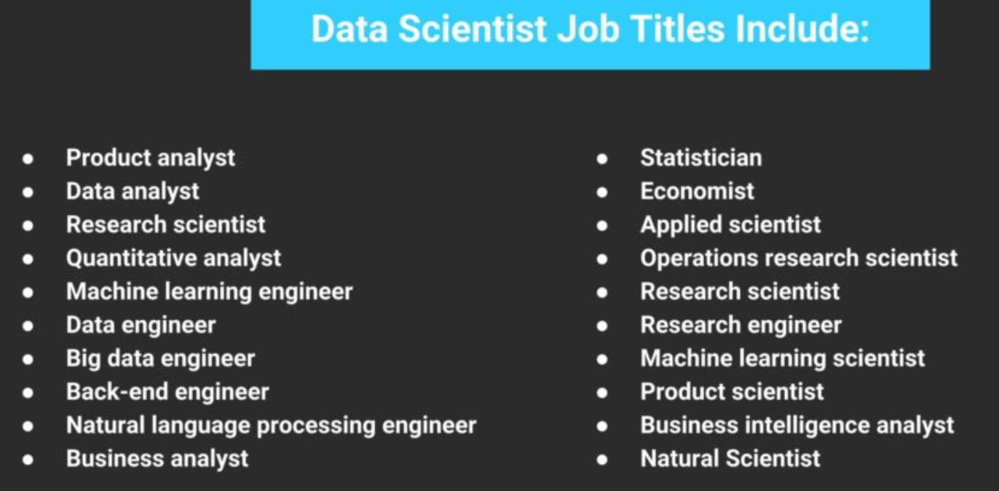 Data Scientist Job Titles Include:
● Product analyst
● Data analyst
● Research scientist
● Quantitative analyst
● Machine learning engineer
● Data engineer
● Big data engineer
● Back-end engineer
● Natural language processing engineer
● Business analyst
● Statistician
● Economist
● Applied scientist
● Operations research scientist
● Research scientist
● Research engineer
● Machine learning scientist
● Product scientist
● Business intelligence analyst
● Natural Scientist